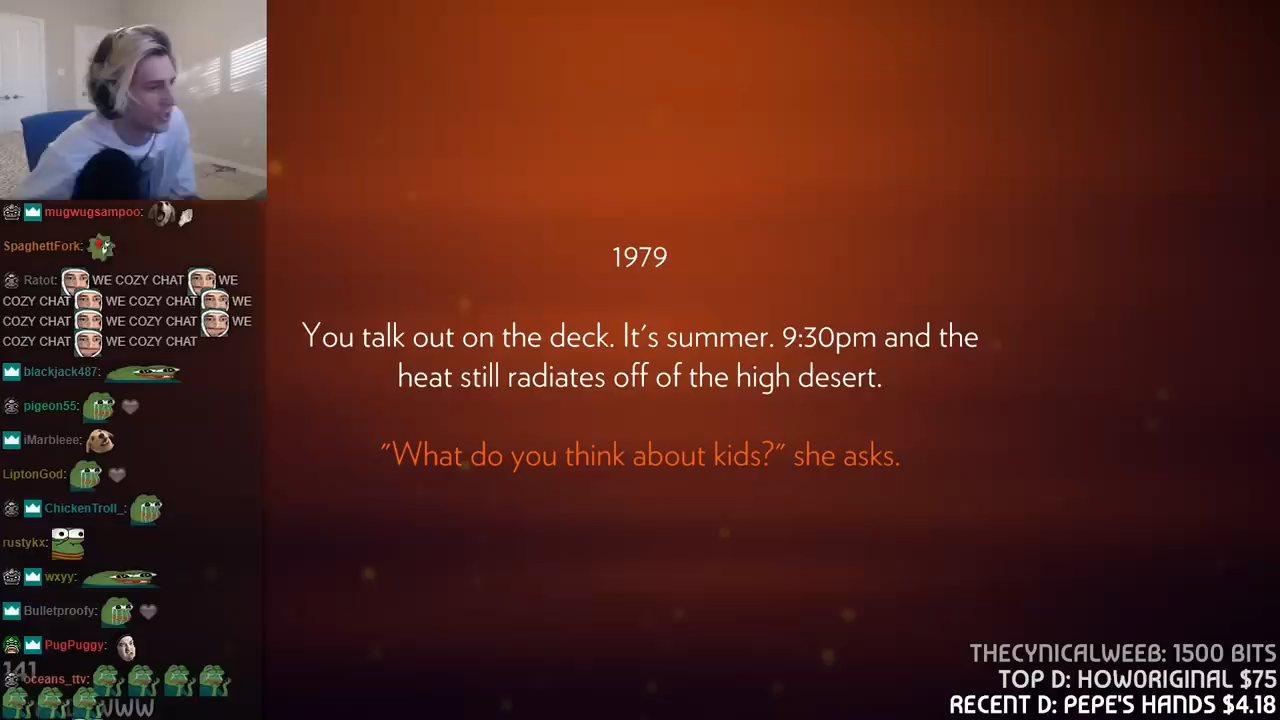 mugwugsampoo:
SpaghettFork:
Ratot: WE COZY CHAT WE
COZY CHAT WE COZY CHAT WE
COZY CHAT WE COZY CHAT WE
COZY CHAT WE COZY CHAT
blackjack487:
pigeon55:
iMarbleee:
LiptonGod:
ChickenTroll_:
rustykx:
wxyy:
Bulletproofy:
PugPuggy:
141
oceans_ttv:
1979
You talk out on the deck. It's summer. 9:30pm and the
heat still radiates off of the high desert.
"What do you think about kids?" she asks.
THECYNICALWEEB: 1500 BITS
TOP D: HOWORIGINAL $75
RECENT D: PEPE'S HANDS $4.18